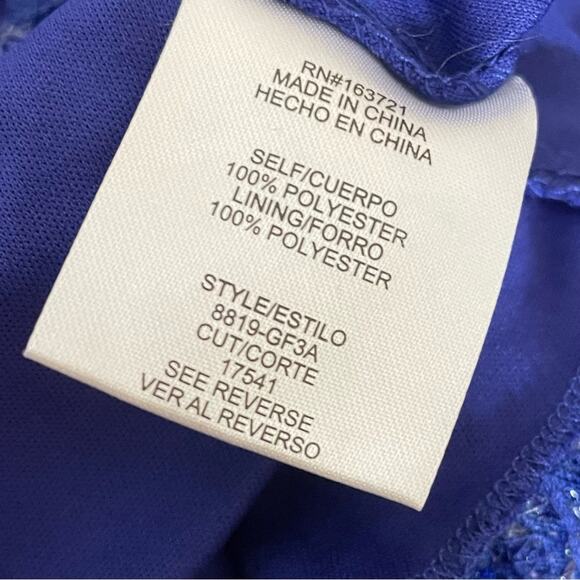 RN#163721
MADE IN CHINA
HECHO EN CHINA
SELF/CUERPO
100% POLYESTER
LINING/FORRO
100% POLYESTER
STYLE/ESTILO
8819-GF3A
CUT/CORTE
17541
SEE REVERSE
VER AL REVERSO